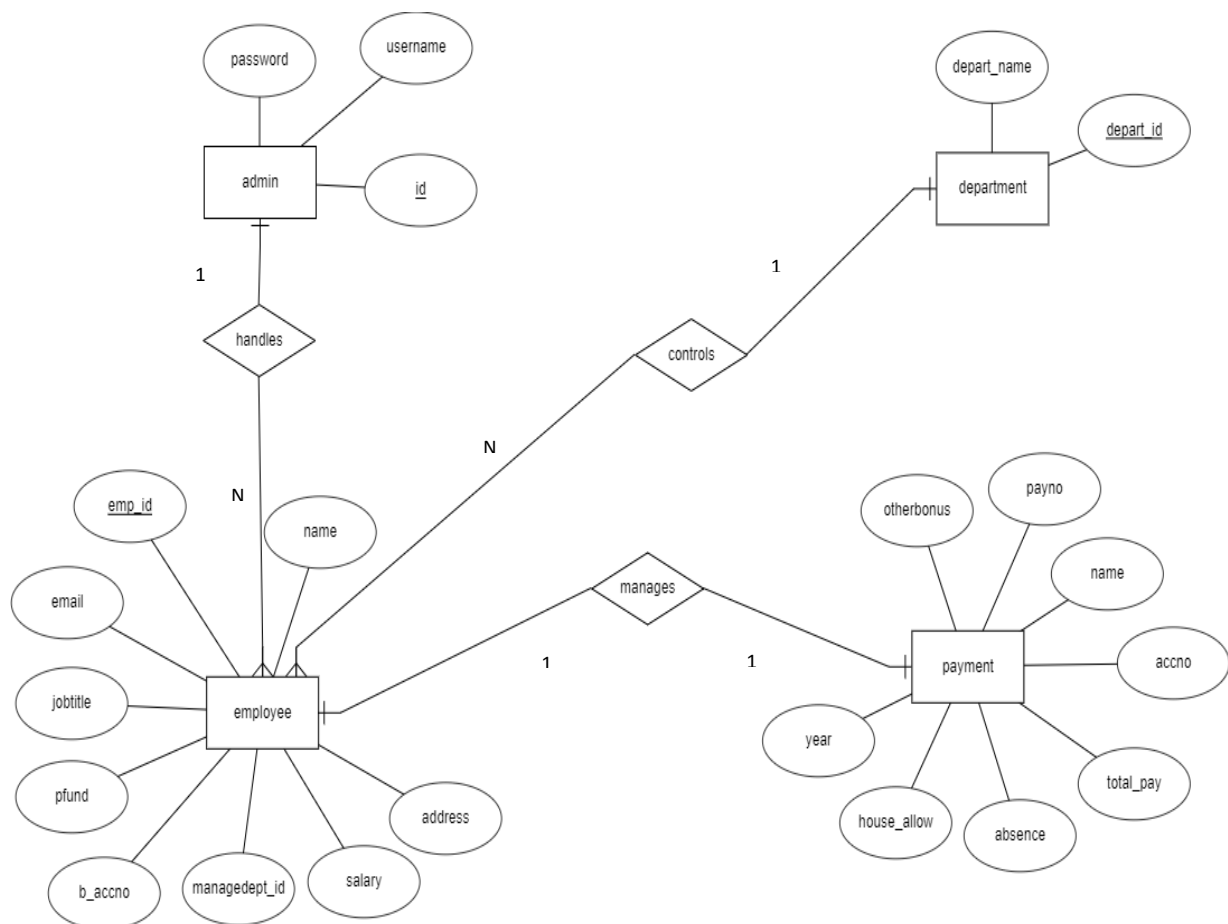 username
password
depart_name
depart_id
admin
id
department
1
1
handles
controls
N
N
emp_id
name
otherbonus
payno
email
manages
name
1
1
payment
accno
jobtitle
employee
year
pfund
address
total_pay
house_allow
absence
b_accno
managedept_id
salary